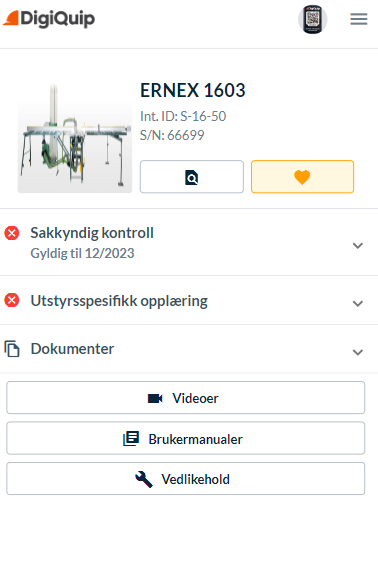 DigiQuip
ERNEX 1603
Int. ID: S-16-50
S/N: 66699
Sakkyndig kontroll
Gyldig til 12/2023
Utstyrsspesifikk opplæring
Dokumenter
Videoer
Brukermanualer
Vedlikehold